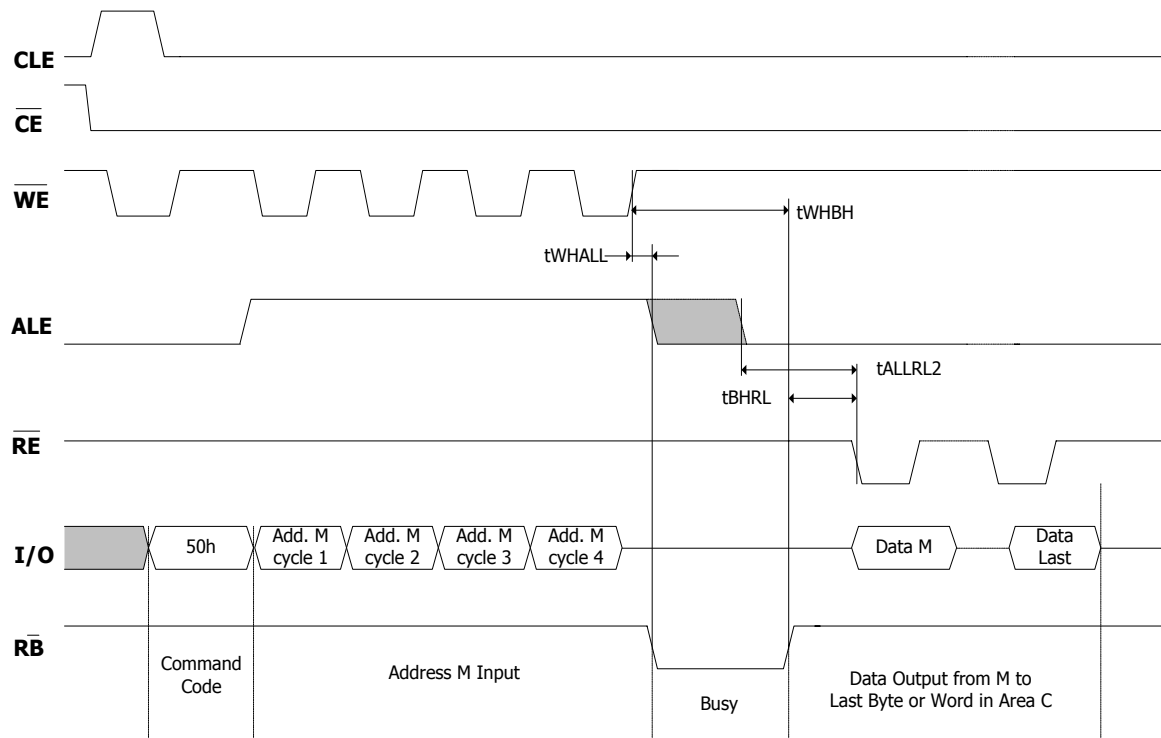 CLE
CE
WE
tWHBH
tWHALL
ALE
tALLRL2
tBHRL
RE
I/O
50h
Add. M
cycle 1
Add. M
cycle 2
Add. M
cycle 3
Add. M
cycle 4
Data M
Data
Last
RB
Command
Code
Address M Input
Busy
Data Output from M to
Last Byte or Word in Area C